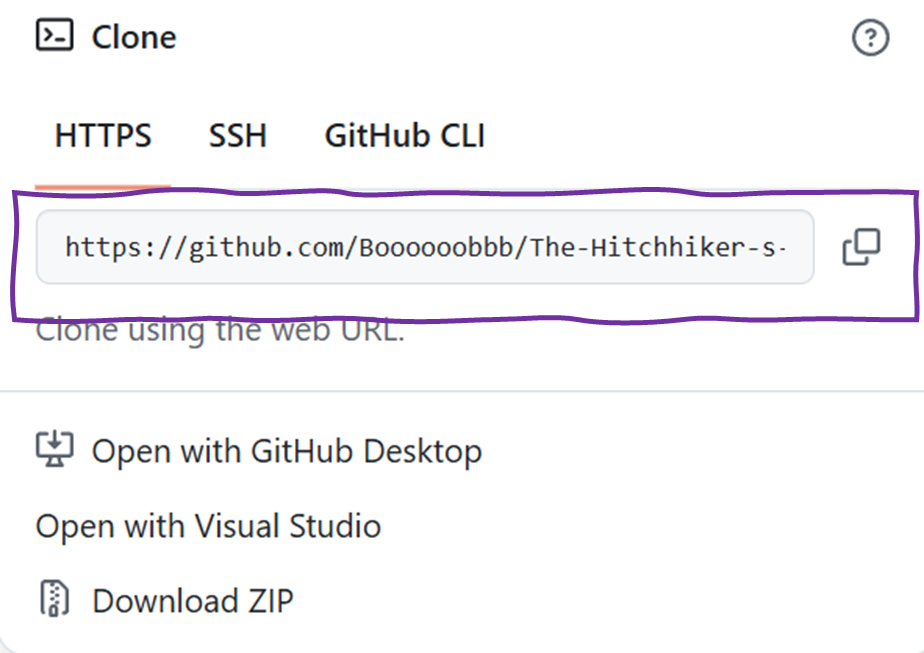 Clone
HTTPS SSH GitHub CLI
https://github.com/Boooooobbb/The-Hitchhiker-s-
Clone using the web URL.
Open with GitHub Desktop
Open with Visual Studio
Download ZIP